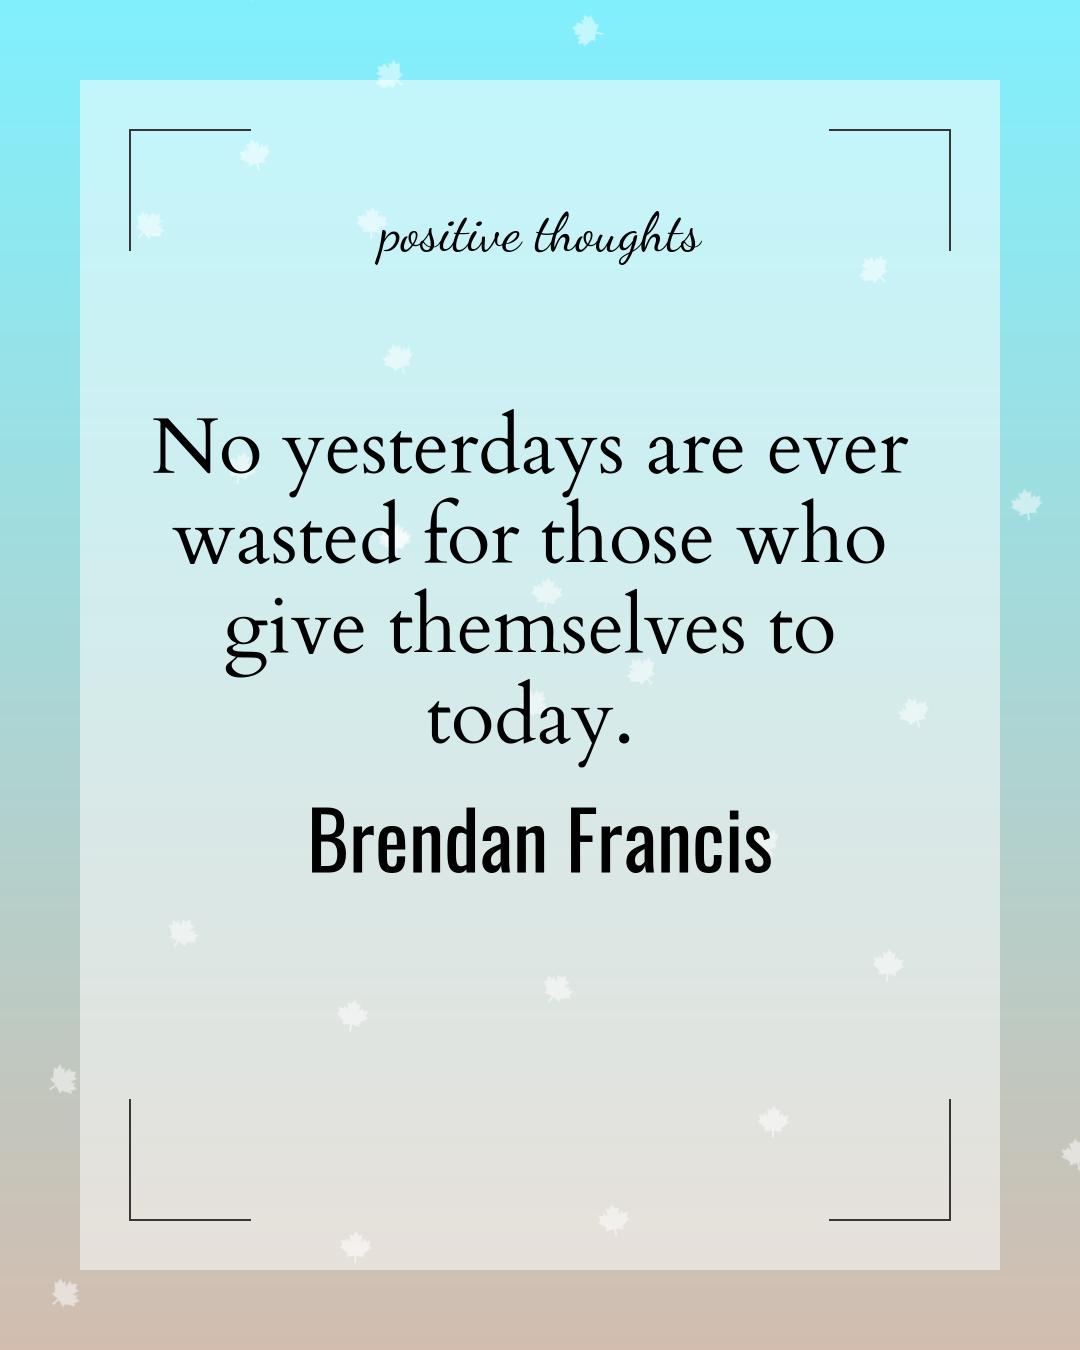 positive thoughts
No yesterdays are ever
wasted for those who
give themselves to
today.
Brendan Francis